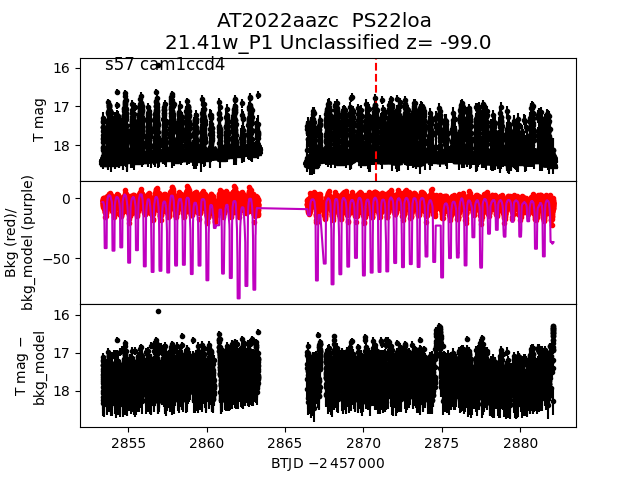 AT2022aazc  PS22loa
21.41w_P1 Unclassified z= -99.0
s57 cam1ccd4
16
17
18
T mag
0
−50
Bkg (red)/
bkg_model (purple)
16
17
18
T mag −
bkg_model
2855 2860 2865 2870 2875 2880
BTJD −2 457 000